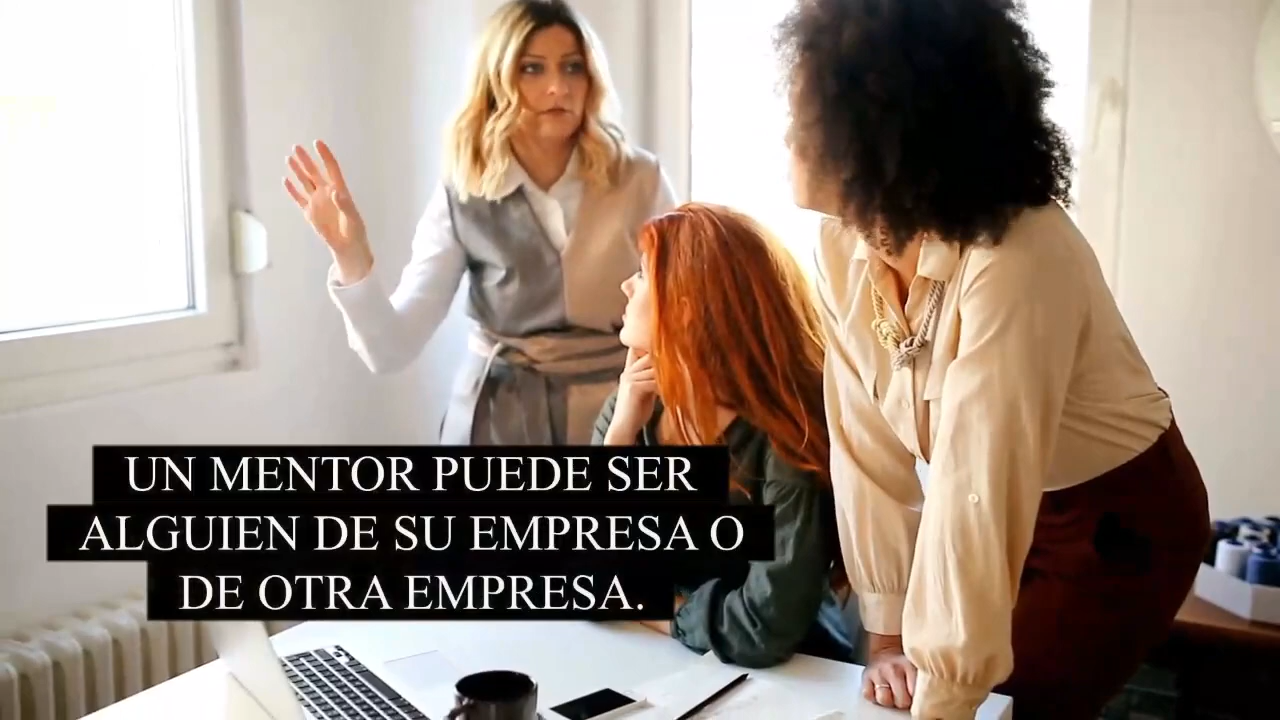 UN MENTOR PUEDE SER
ALGUIEN DE SU EMPRESA O
DE OTRA EMPRESA.